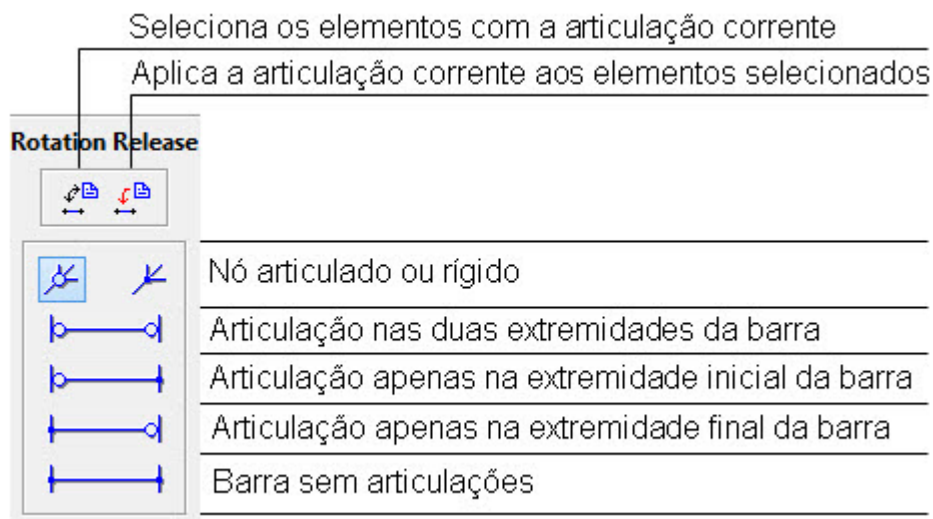 Seleciona os elementos com a articulação corrente
Aplica a articulação corrente aos elementos selecionados
Rotation Release
Nó articulado ou rígido
Articulação nas duas extremidades da barra
Articulação apenas na extremidade inicial da barra
Articulação apenas na extremidade final da barra
Barra sem articulações